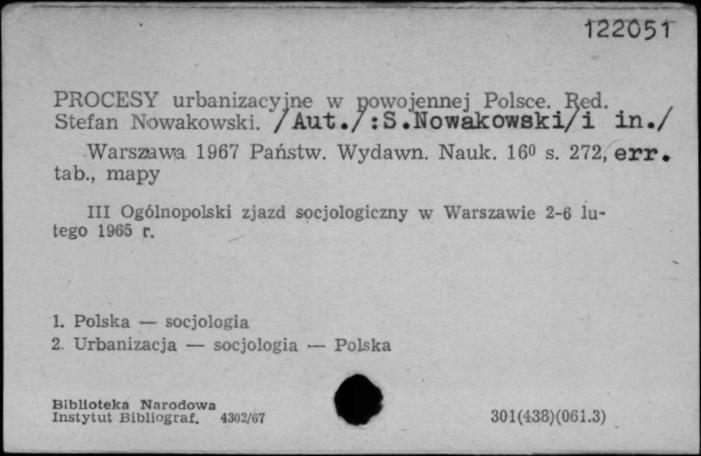 122051
PROCESY urbanizacyjne w powojennej Polsce. Red.
Stefan Nowakowski. /Aut./:S.Nowakowski/i in./
Warszawa 1967 Państw. Wydawn. Nauk. 16⁰ s. 272, err.
tab., mapy
III Ogólnopolski zjazd socjologiczny w Warszawie 2-6 lu-
tego 1965 r.
1. Polska — socjologia
2. Urbanizacja — socjologia — Polska
Biblioteka Narodowa
Instytut Bibliograf. 4302/67
301(438)(061.3)